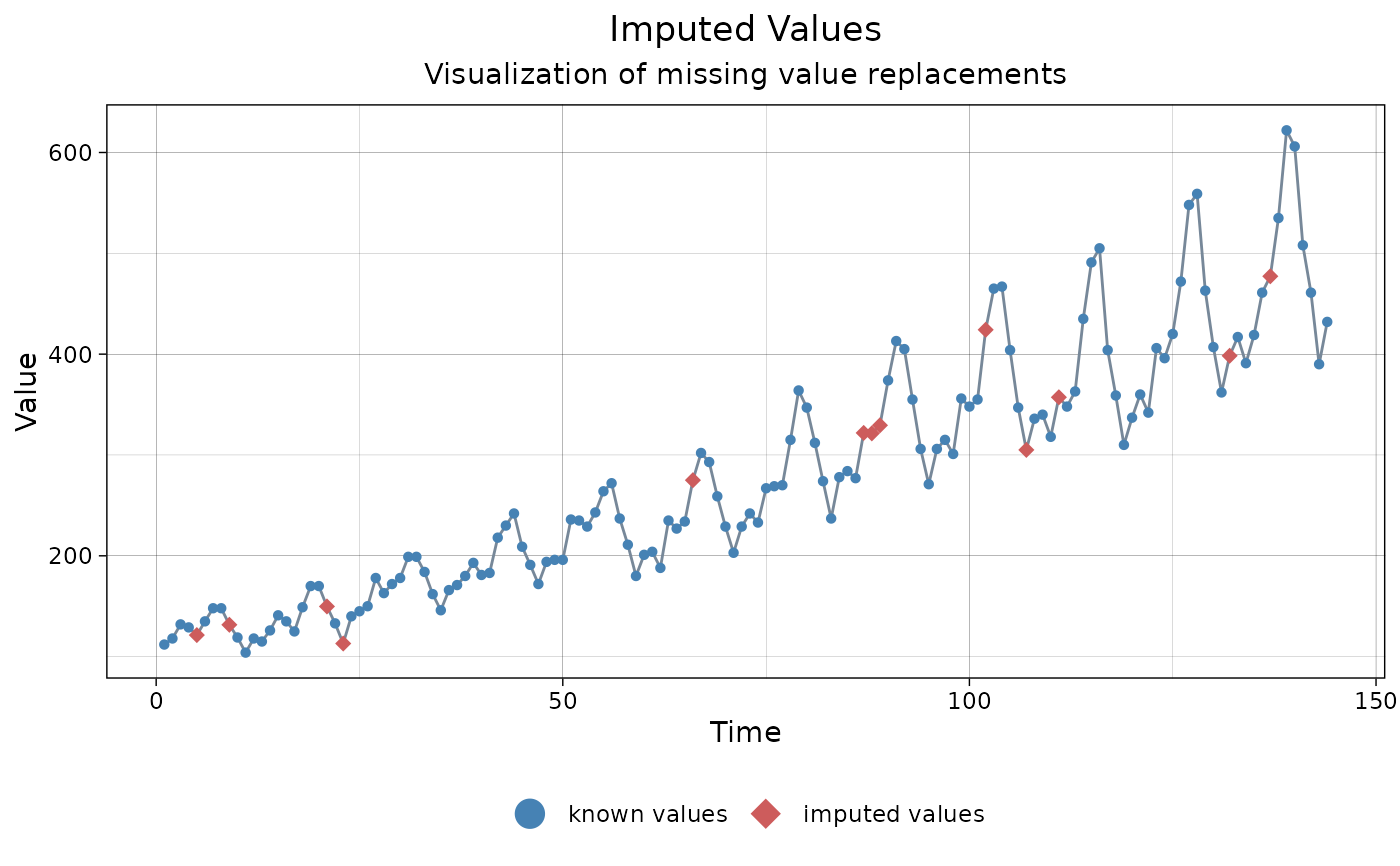 Imputed Values
Visualization of missing value replacements
600
400
200
Value
0 50 100 150
Time
known values imputed values